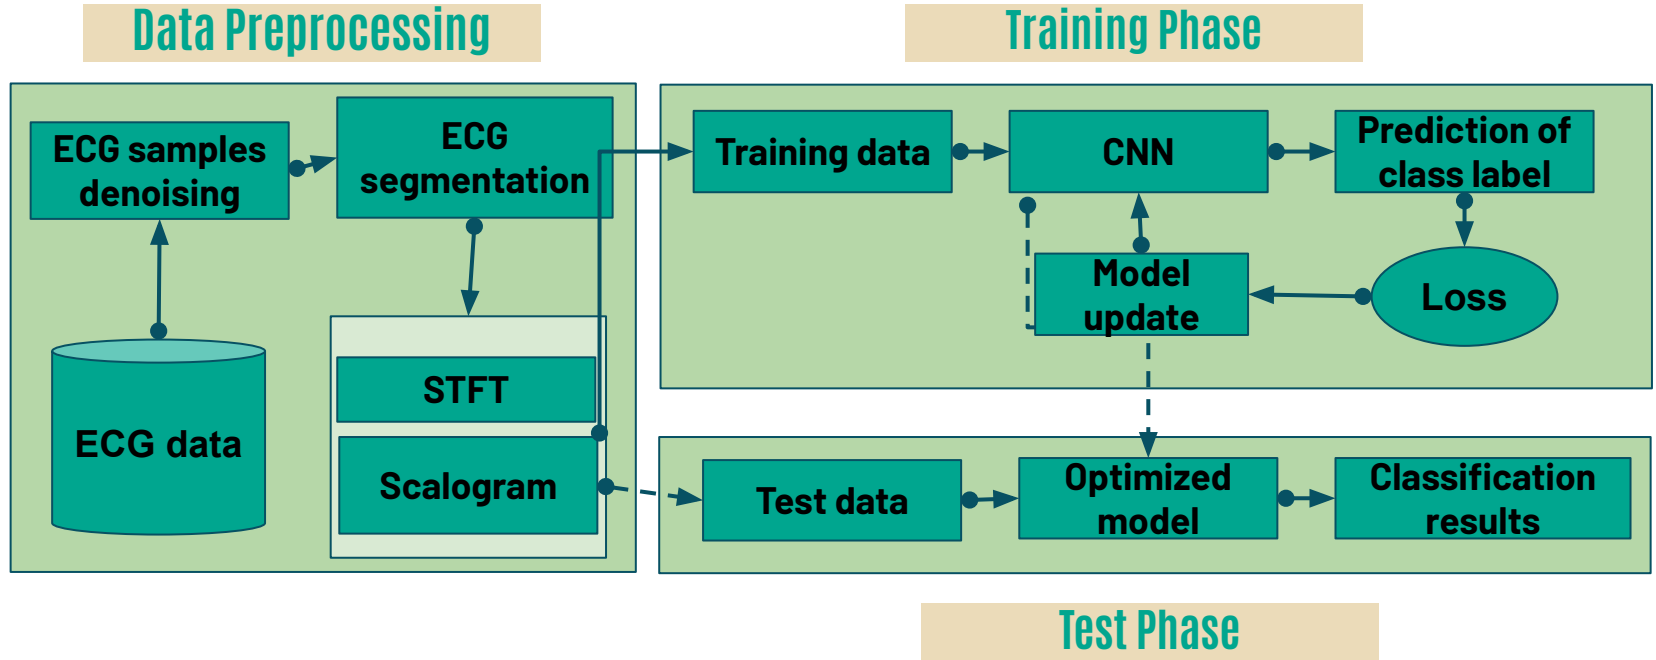 Data Preprocessing
Training Phase
ECG samples
denoising
ECG
segmentation
ECG data
STFT
Scalogram
Training data
CNN
Prediction of
class label
Model
update
Loss
Test data
Optimized
model
Classification
results
Test Phase